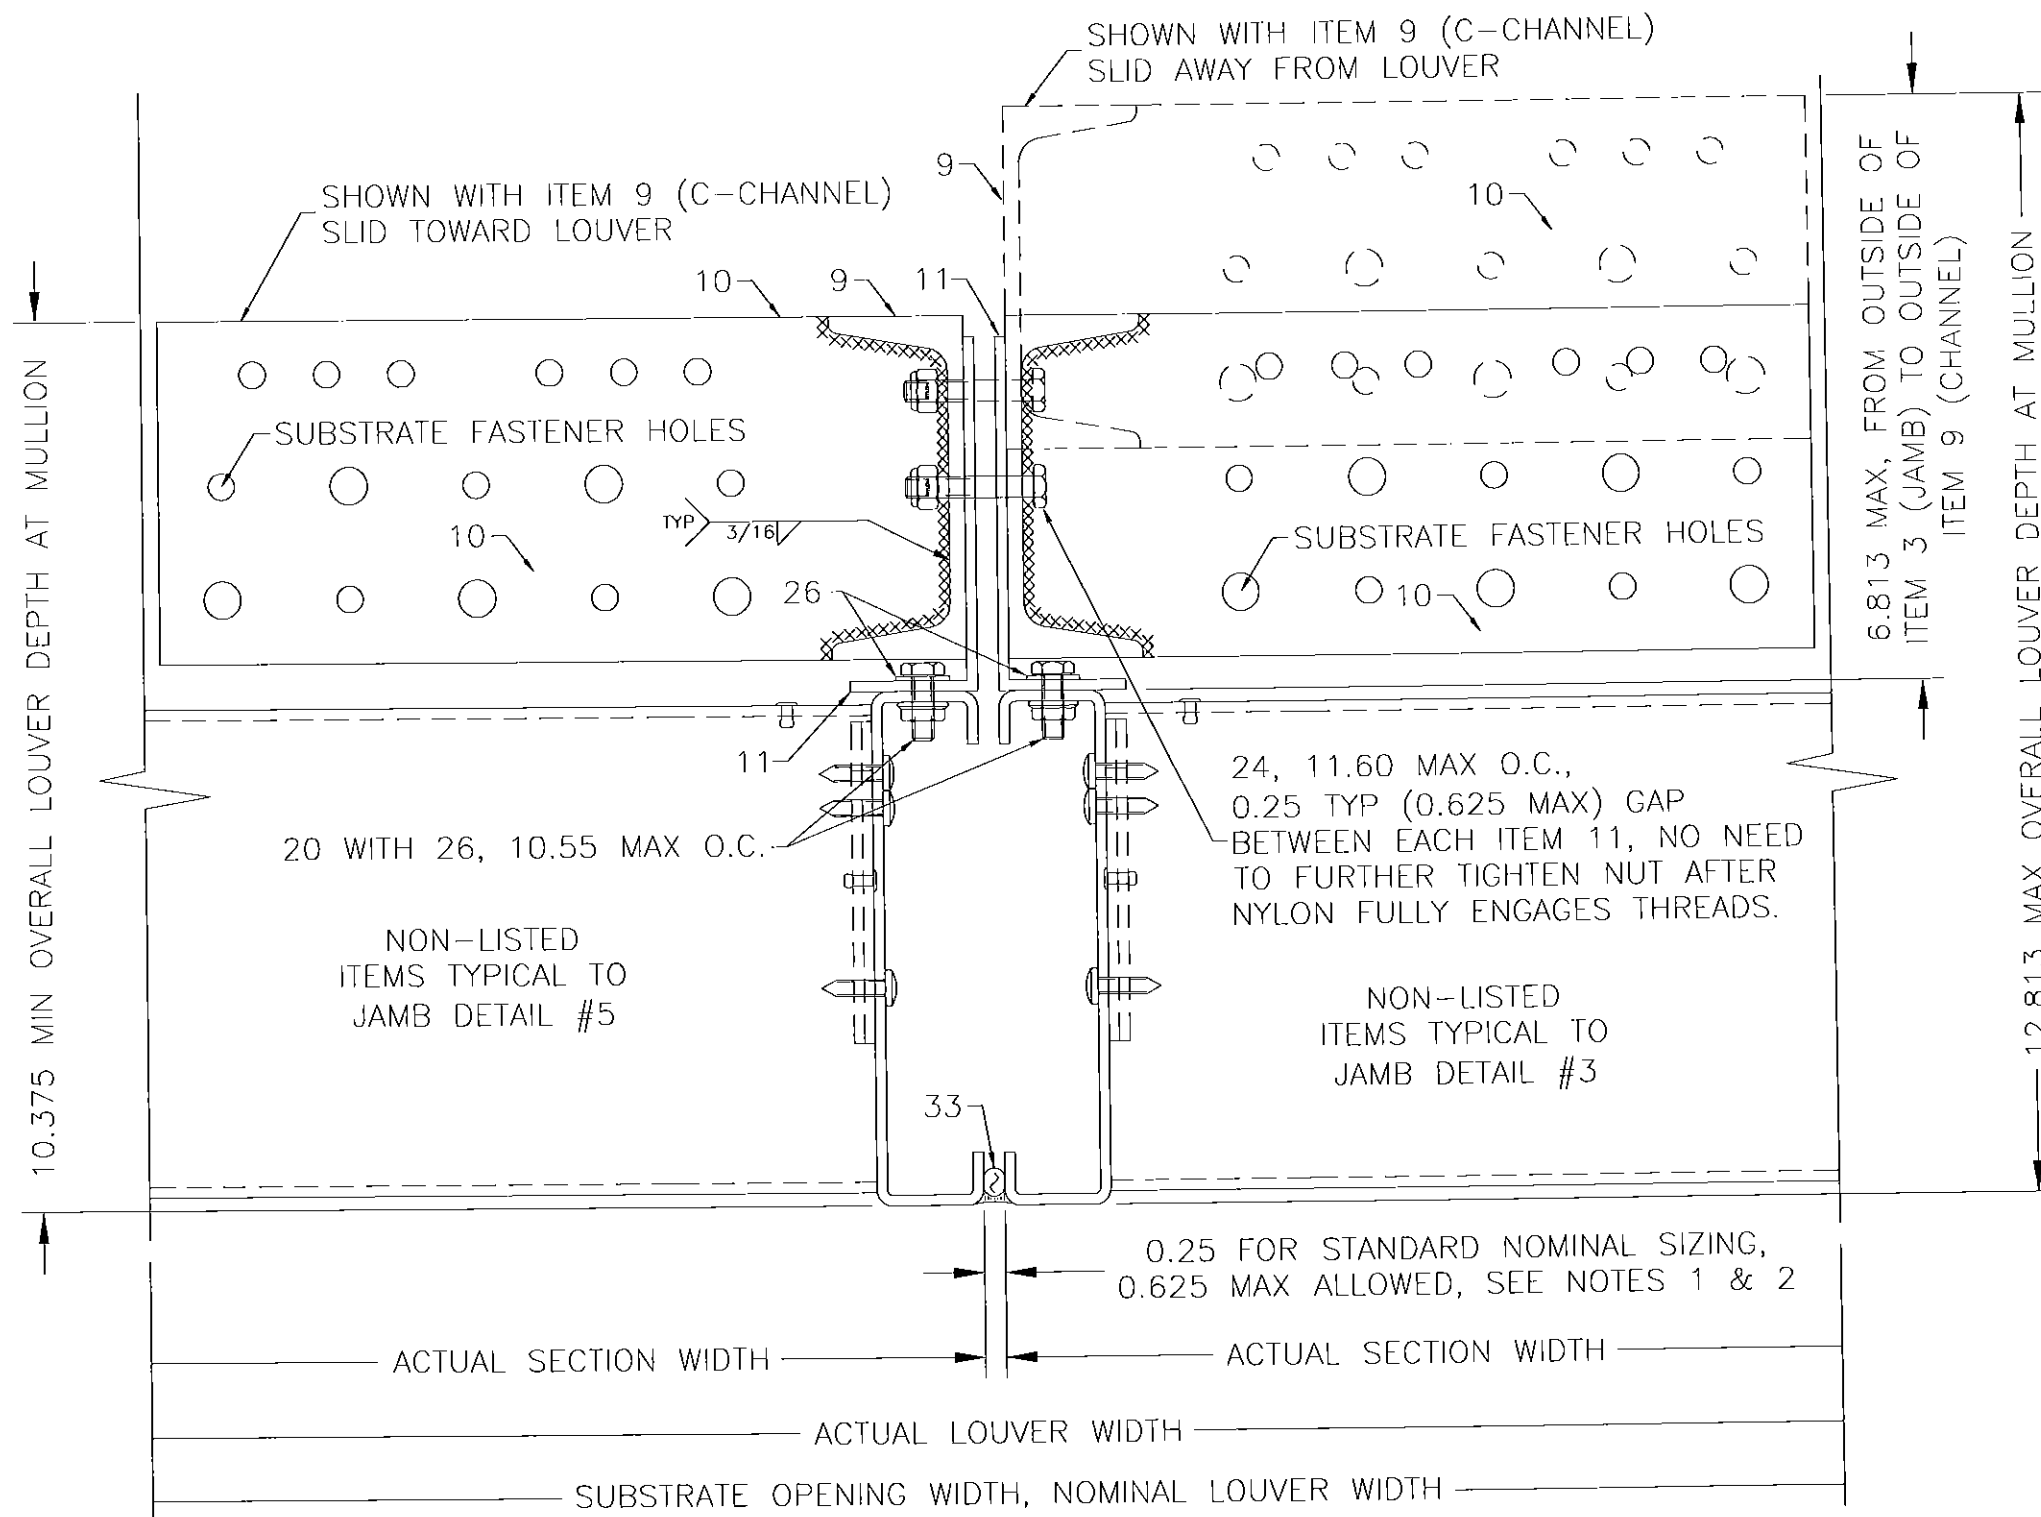 SHOWN WITH ITEM 9 (C-CHANNEL)
SLID AWAY FROM LOUVER
9
10
SHOWN WITH ITEM 9 (C-CHANNEL)
SLID TOWARD LOUVER
10
9
11
SUBSTRATE FASTENER HOLES
TYP
3/16
10
SUBSTRATE FASTENER HOLES
10
26
11
20 WITH 26, 10.55 MAX O.C.
24, 11.60 MAX O.C.,
0.25 TYP (0.625 MAX) GAP
BETWEEN EACH ITEM 11, NO NEED
TO FURTHER TIGHTEN NUT AFTER
NYLON FULLY ENGAGES THREADS.
NON-LISTED
ITEMS TYPICAL TO
JAMB DETAIL #5
NON-LISTED
ITEMS TYPICAL TO
JAMB DETAIL #3
33
0.25 FOR STANDARD NOMINAL SIZING,
0.625 MAX ALLOWED, SEE NOTES 1 & 2
ACTUAL SECTION WIDTH
ACTUAL SECTION WIDTH
ACTUAL LOUVER WIDTH
SUBSTRATE OPENING WIDTH, NOMINAL LOUVER WIDTH
10.375 MIN OVERALL LOUVER DEPTH AT MULLION
6.813 MAX, FROM OUTSIDE OF
ITEM 3 (JAMB) TO OUTSIDE OF
ITEM 9 (CHANNEL)
12.813 MAX OVERALL LOUVER DEPTH AT MULLION